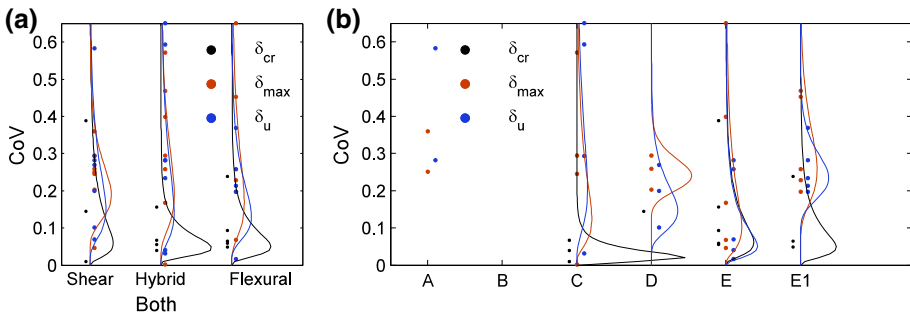 (a)
CoV
0.6
0.5
0.4
0.3
0.2
0.1
0
δcr
δmax
δu
Shear Hybrid Flexural
Both
(b)
CoV
0.6
0.5
0.4
0.3
0.2
0.1
0
δcr
δmax
δu
A B C D E E1